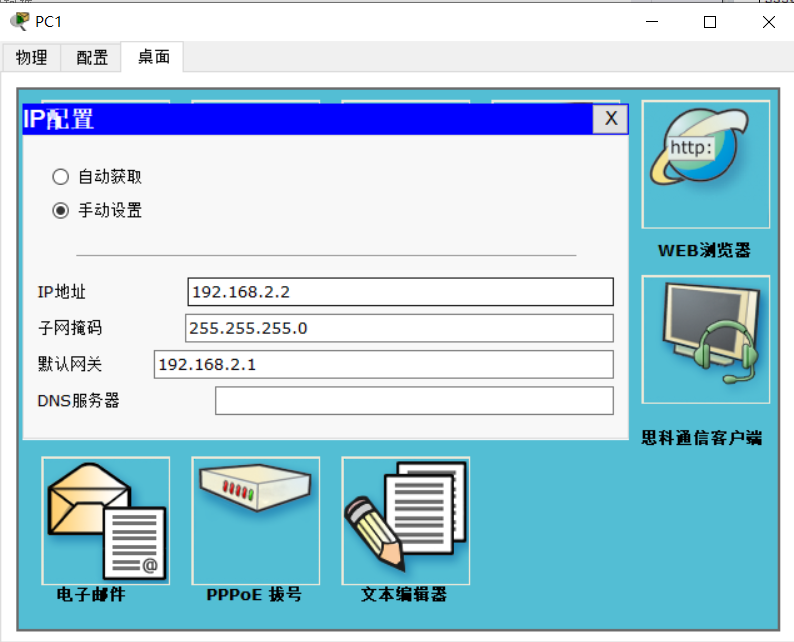 PC1
物理 配置 桌面
IP配置 X
自动获取
手动设置
IP地址 192.168.2.2
子网掩码 255.255.255.0
默认网关 192.168.2.1
DNS服务器
http:
WEB浏览器
思科通信客户端
@
电子邮件 PPPoE 拨号 文本编辑器